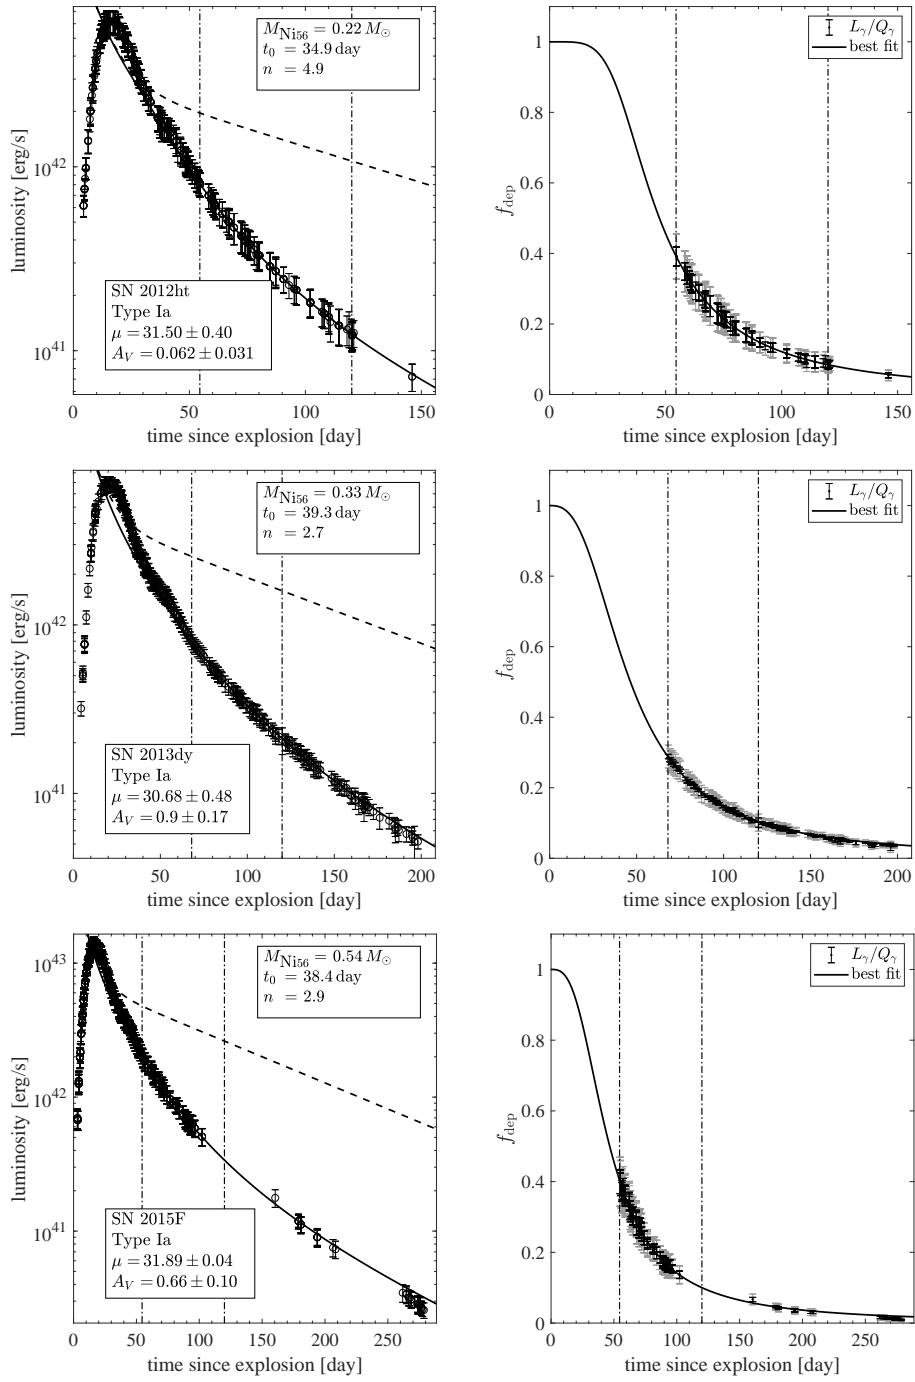 M_Ni56 = 0.22 M_⊙
t_0 = 34.9 day
n = 4.9
luminosity [erg/s]
10^42
10^41
SN 2012ht
Type Ia
μ = 31.50 ± 0.40
A_V = 0.062 ± 0.031
0 50 100 150
time since explosion [day]
L_γ/Q_γ
best fit
f_dep
1
0.8
0.6
0.4
0.2
0
0 50 100 150
time since explosion [day]
M_Ni56 = 0.33 M_⊙
t_0 = 39.3 day
n = 2.7
luminosity [erg/s]
10^42
10^41
SN 2013dy
Type Ia
μ = 30.68 ± 0.48
A_V = 0.9 ± 0.17
0 50 100 150 200
time since explosion [day]
L_γ/Q_γ
best fit
f_dep
1
0.8
0.6
0.4
0.2
0
0 50 100 150 200
time since explosion [day]
M_Ni56 = 0.54 M_⊙
t_0 = 38.4 day
n = 2.9
luminosity [erg/s]
10^43
10^42
10^41
SN 2015F
Type Ia
μ = 31.89 ± 0.04
A_V = 0.66 ± 0.10
0 50 100 150 200 250
time since explosion [day]
L_γ/Q_γ
best fit
f_dep
1
0.8
0.6
0.4
0.2
0
0 50 100 150 200 250
time since explosion [day]